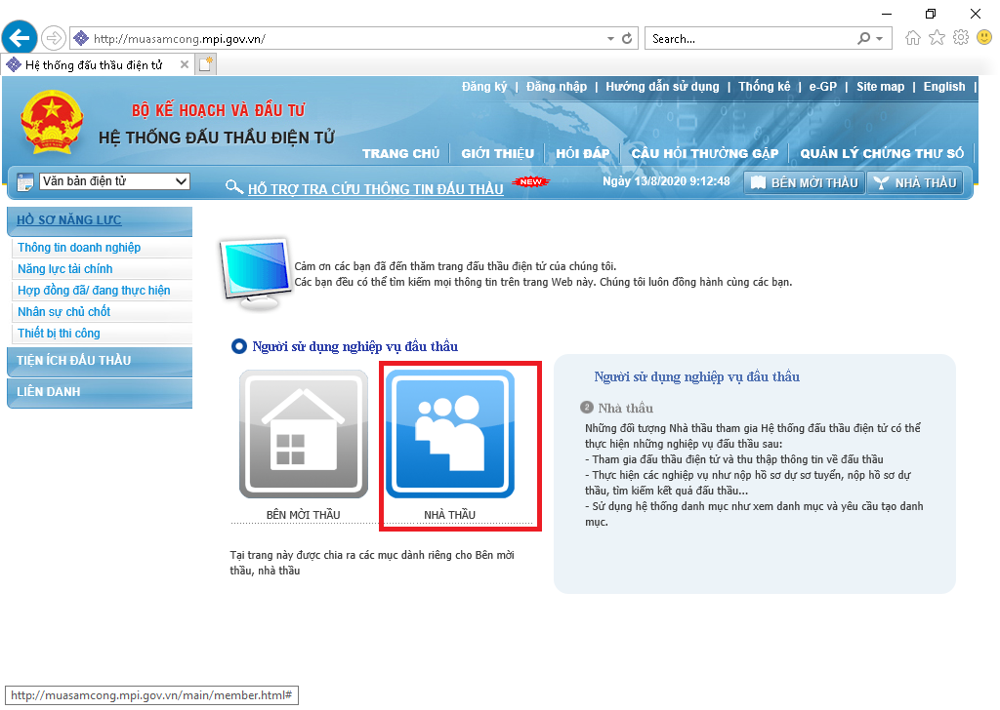 http://muasamcong.mpi.gov.vn/
Search...
Hệ thống đấu thầu điện tử
Đăng ký | Đăng nhập | Hướng dẫn sử dụng | Thống kê | e-GP | Site map | English |
BỘ KẾ HOẠCH VÀ ĐẦU TƯ
HỆ THỐNG ĐẤU THẦU ĐIỆN TỬ
TRANG CHỦ | GIỚI THIỆU | HỎI ĐÁP | CÂU HỎI THƯỜNG GẶP | QUẢN LÝ CHỨNG THƯ SỐ
Văn bản điện tử
HỖ TRỢ TRA CỨU THÔNG TIN ĐẤU THẦU
NEW
Ngày 13/8/2020 9:12:48
BÊN MỜI THẦU
NHÀ THẦU
HỒ SƠ NĂNG LỰC
Thông tin doanh nghiệp
Năng lực tài chính
Hợp đồng đã/ đang thực hiện
Nhân sự chủ chốt
Thiết bị thi công
TIỆN ÍCH ĐẤU THẦU
LIÊN DANH
Cảm ơn các bạn đã đến thăm trang đấu thầu điện tử của chúng tôi.
Các bạn đều có thể tìm kiếm mọi thông tin trên trang Web này. Chúng tôi luôn đồng hành cùng các bạn.
Người sử dụng nghiệp vụ đấu thầu
BÊN MỜI THẦU
NHÀ THẦU
Tại trang này được chia ra các mục dành riêng cho Bên mời
thầu, nhà thầu
Người sử dụng nghiệp vụ đấu thầu
2 Nhà thầu
Những đối tượng Nhà thầu tham gia Hệ thống đấu thầu điện tử có thể
thực hiện những nghiệp vụ đấu thầu sau:
- Tham gia đấu thầu điện tử và thu thập thông tin về đấu thầu
- Thực hiện các nghiệp vụ như nộp hồ sơ dự sơ tuyển, nộp hồ sơ dự
thầu, tìm kiếm kết quả đấu thầu...
- Sử dụng hệ thống danh mục như xem danh mục và yêu cầu tạo danh
mục.
http://muasamcong.mpi.gov.vn/main/member.html#